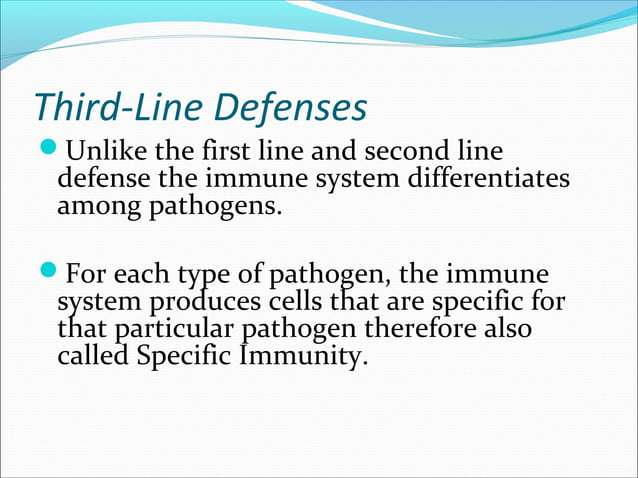 Third-Line Defenses
Unlike the first line and second line
defense the immune system differentiates
among pathogens.
For each type of pathogen, the immune
system produces cells that are specific for
that particular pathogen therefore also
called Specific Immunity.